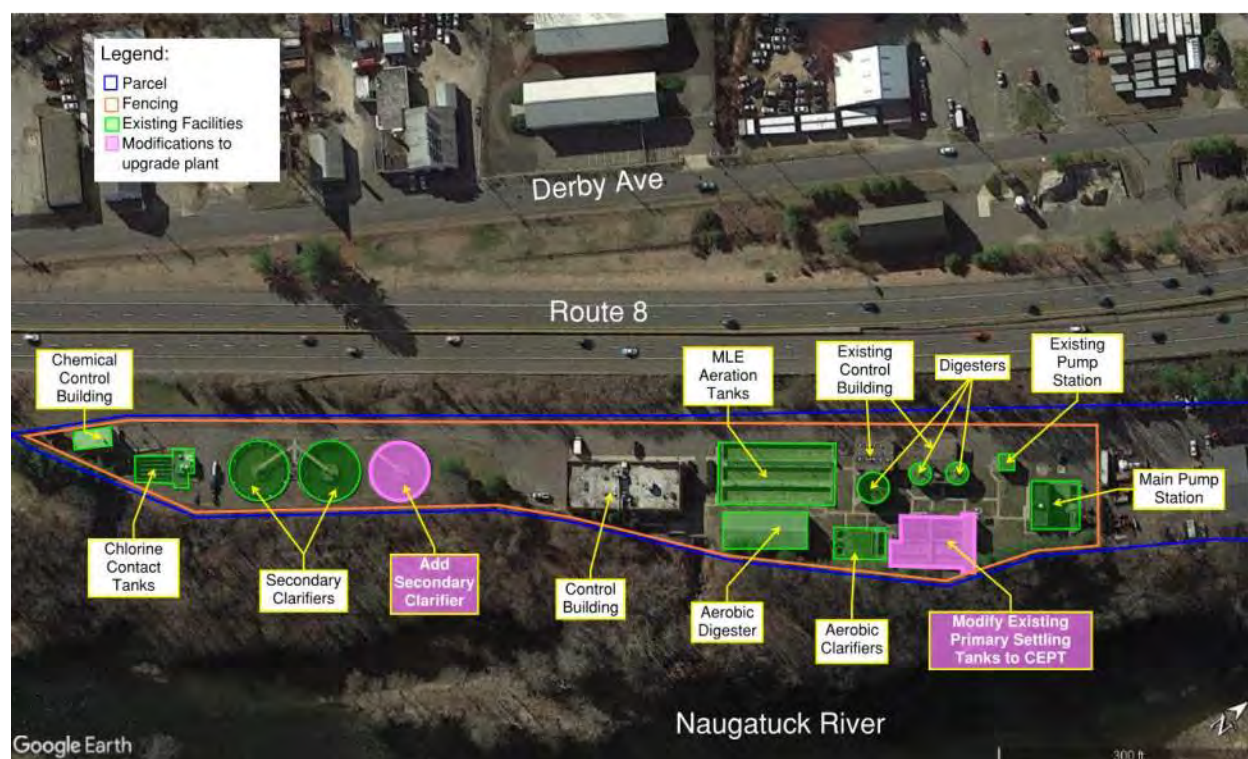 Legend:
Parcel
Fencing
Existing Facilities
Modifications to
upgrade plant
Derby Ave
Route 8
Chemical
Control
Building
MLE
Aeration
Tanks
Existing
Control
Building
Digesters
Existing
Pump
Station
Main Pump
Station
Chlorine
Contact
Tanks
Secondary
Clarifiers
Add
Secondary
Clarifier
Control
Building
Aerobic
Digester
Aerobic
Clarifiers
Modify Existing
Primary Settling
Tanks to CEPT
Naugatuck River
N
Google Earth
300 ft